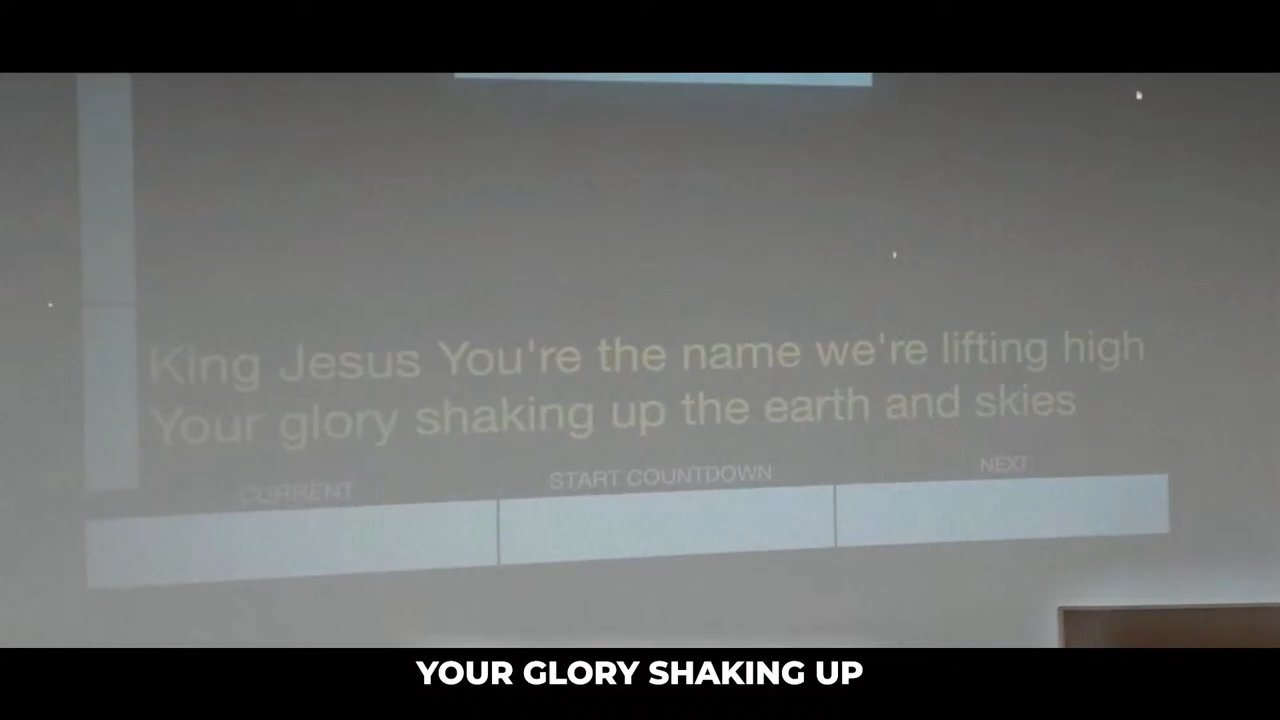 King Jesus You're the name we're lifting high
Your glory shaking up the earth and skies
CURRENT
START COUNTDOWN
NEXT
YOUR GLORY SHAKING UP